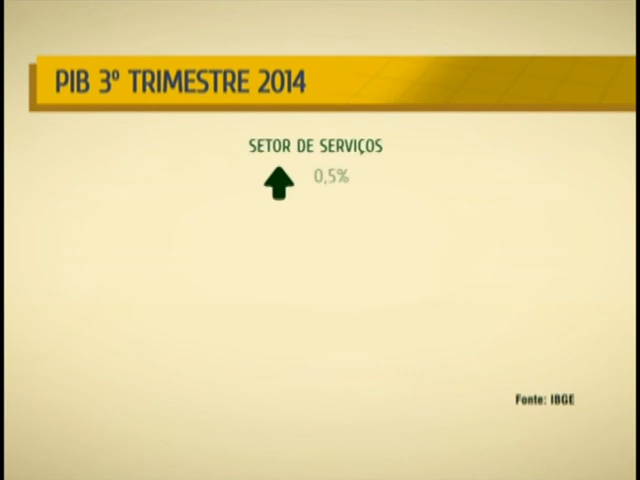 PIB 3º TRIMESTRE 2014
SETOR DE SERVIÇOS
0,5%
Fonte: IBGE